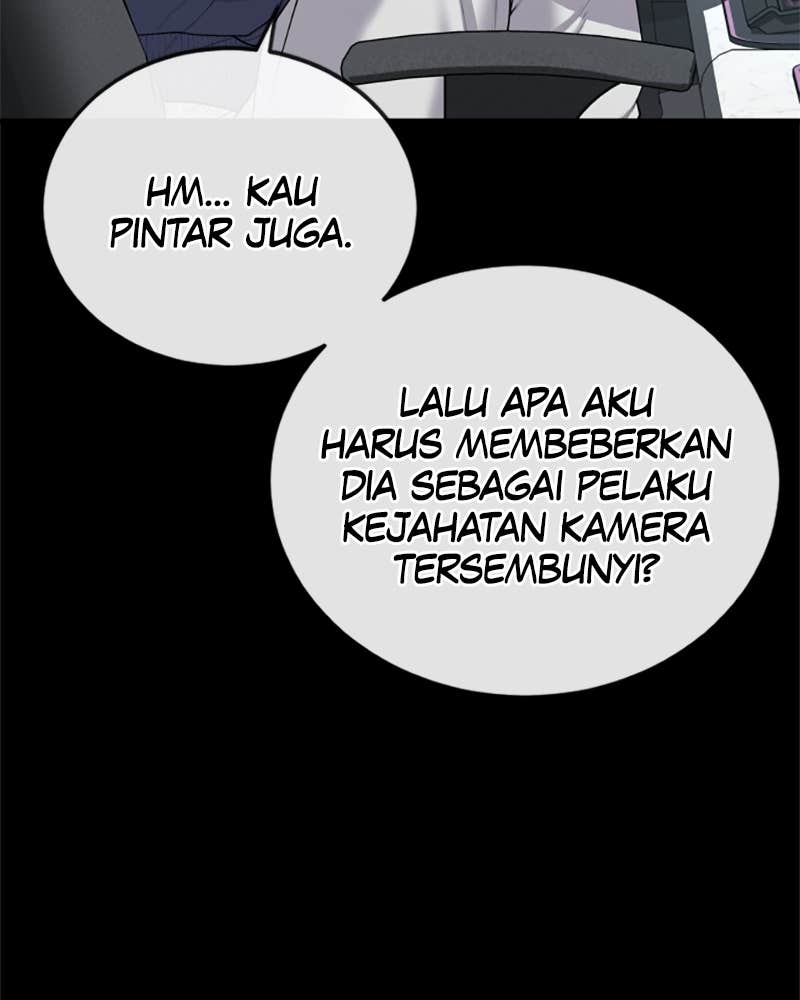 HM... KAU
PINTAR JUGA.
LALU APA AKU
HARUS MEMBEBERKAN
DIA SEBAGAI PELAKU
KEJAHATAN KAMERA
TERSEMBUNYI?